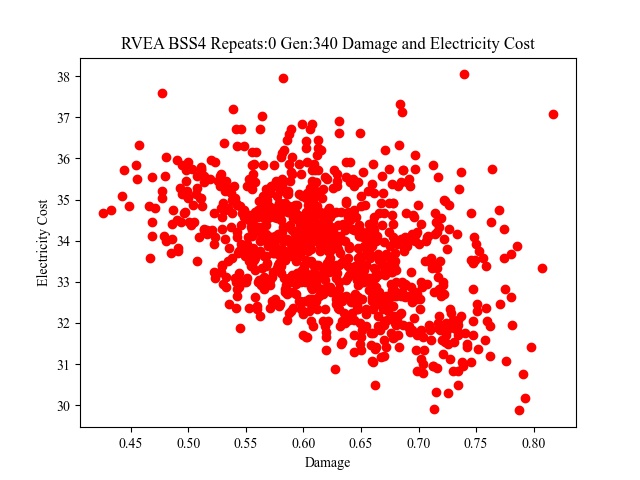 RVEA BSS4 Repeats:0 Gen:340 Damage and Electricity Cost
38
37
36
35
34
33
32
31
30
Electricity Cost
0.45 0.50 0.55 0.60 0.65 0.70 0.75 0.80
Damage